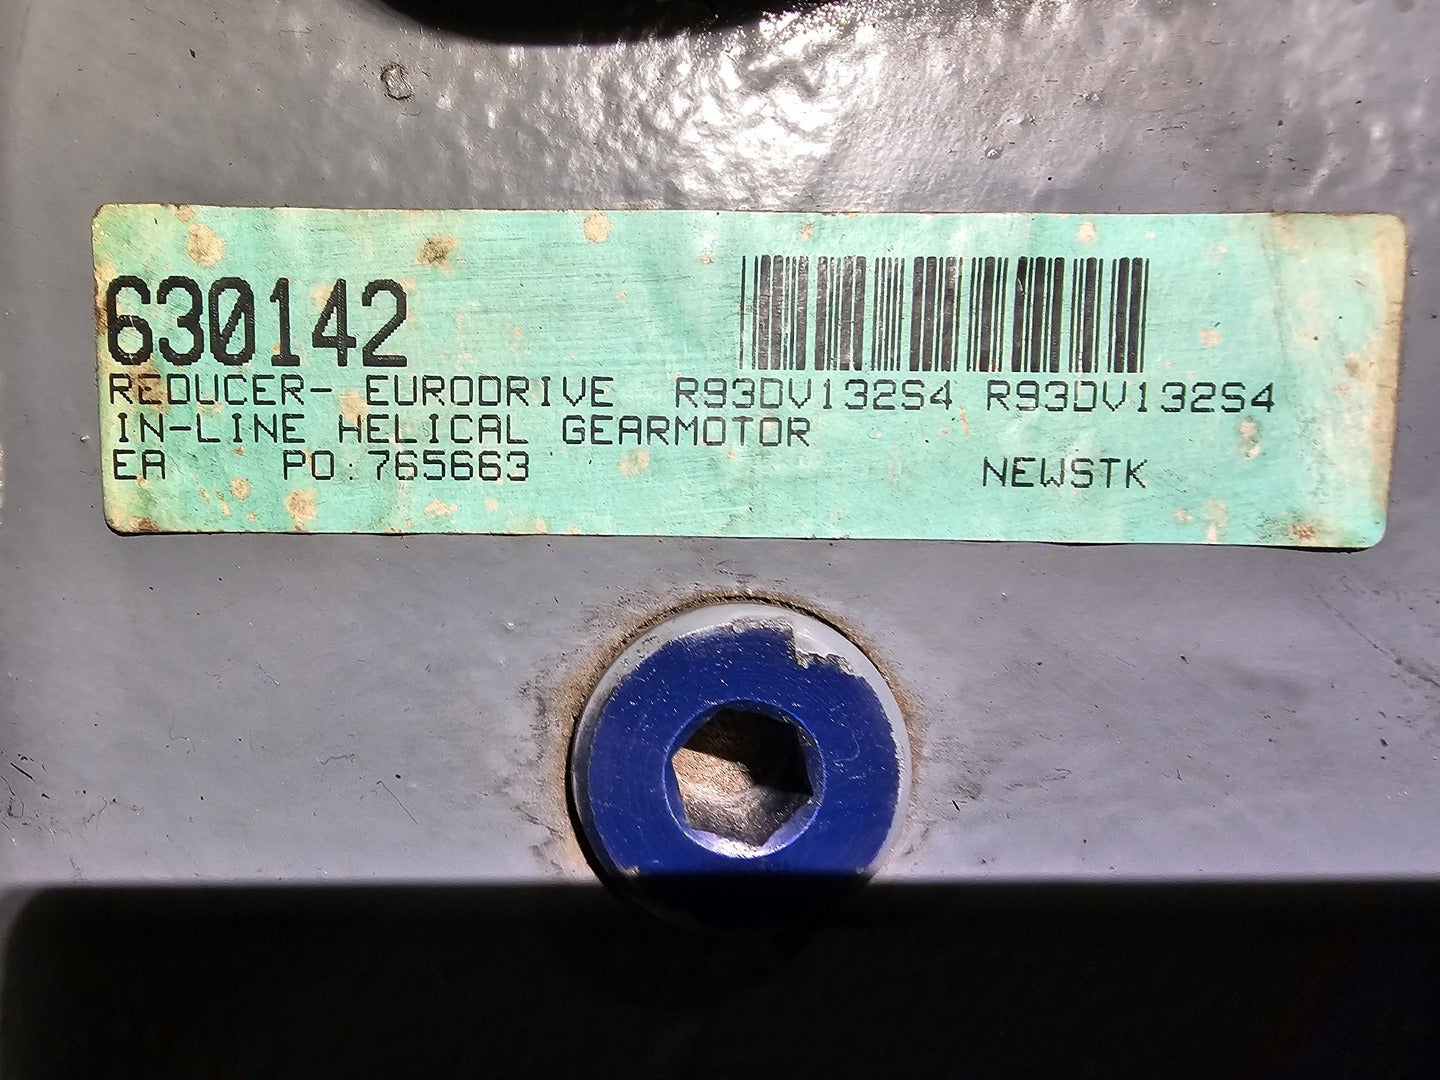 630142
REDUCER- EURODRIVE R93DV132S4 R93DV132S4
IN-LINE HELICAL GEARMOTOR
EA PO:765663 NEWSTK